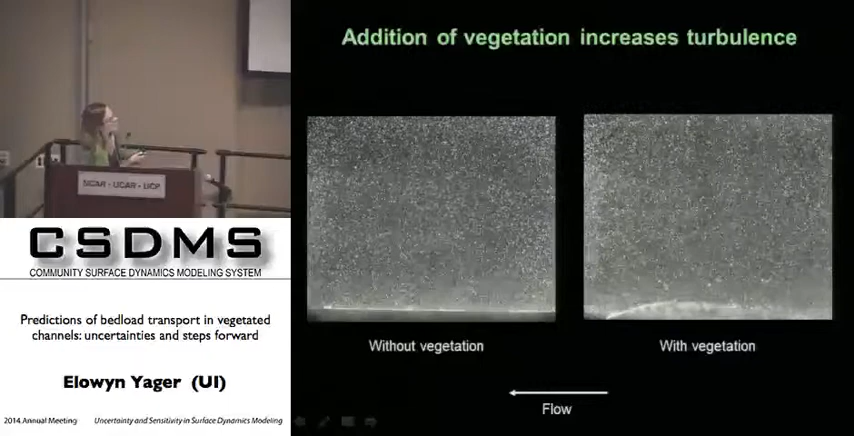 Addition of vegetation increases turbulence
NCAR - UCAR - UCP
CSDMS
COMMUNITY SURFACE DYNAMICS MODELING SYSTEM
Predictions of bedload transport in vegetated
channels: uncertainties and steps forward
Elowyn Yager (UI)
2014 Annual Meeting
Uncertainty and Sensitivity in Surface Dynamics Modeling
Without vegetation
With vegetation
Flow